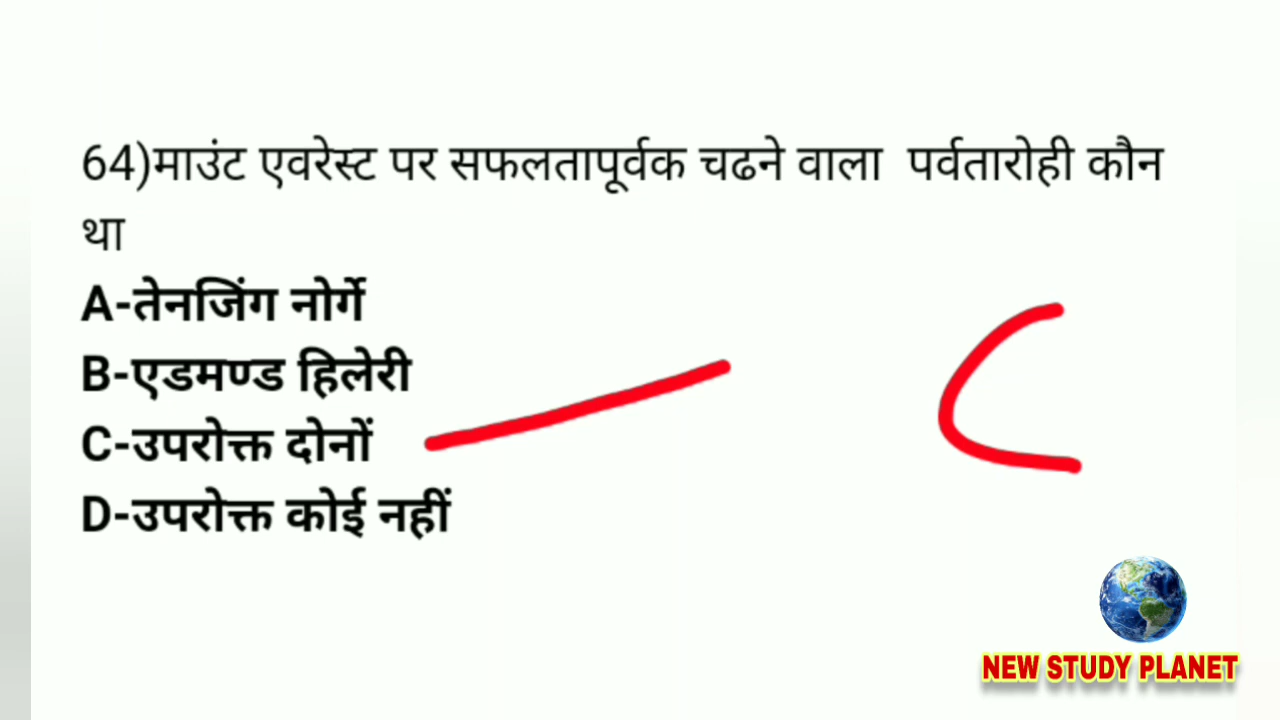 64)माउंट एवरेस्ट पर सफलतापूर्वक चढने वाला  पर्वतारोही कौन
था
A-तेनजिंग नोर्गे
B-एडमण्ड हिलेरी
C-उपरोक्त दोनों
D-उपरोक्त कोई नहीं
C
NEW STUDY PLANET